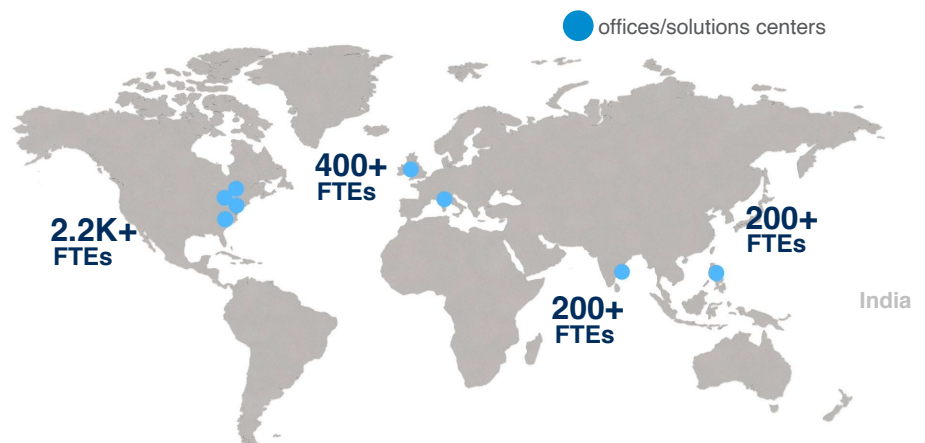 offices/solutions centers
400+
FTEs
2.2K+
FTEs
200+
FTEs
200+
FTEs
India